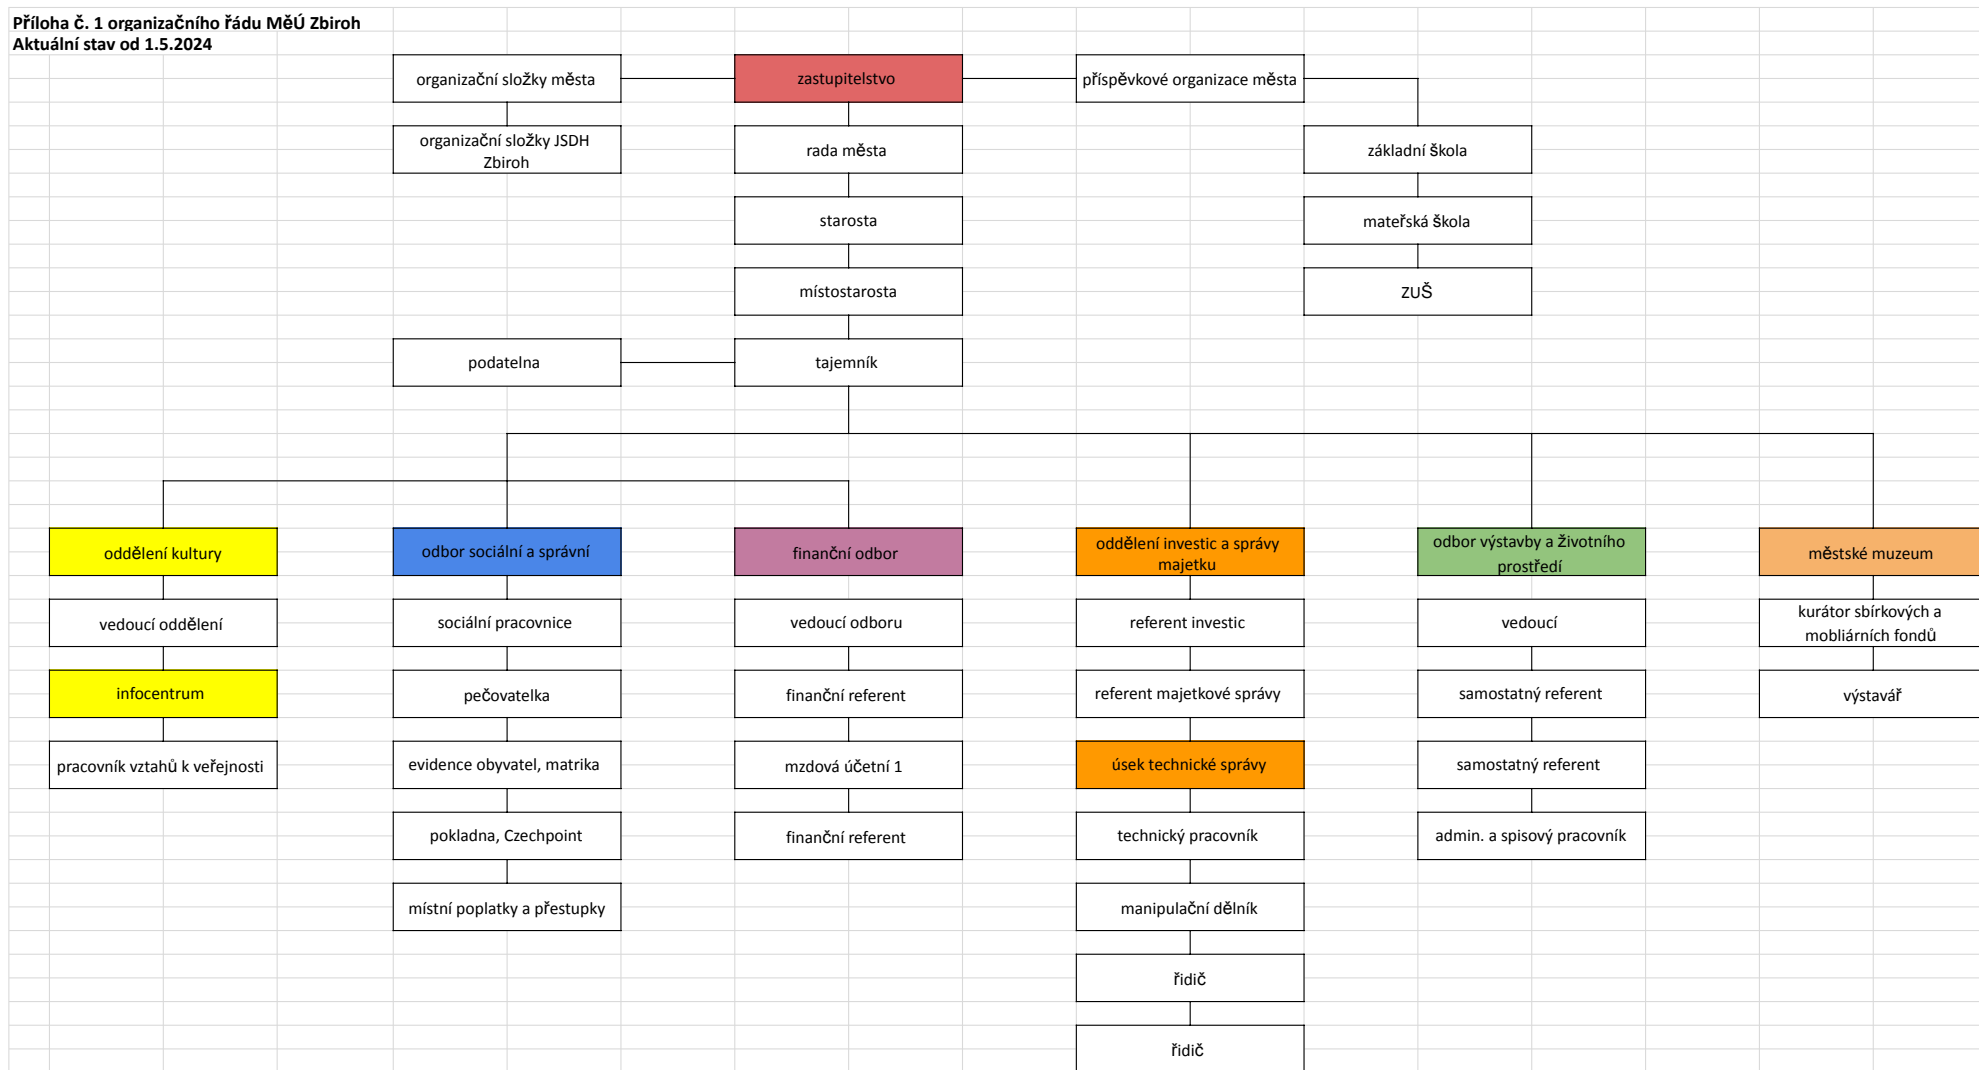 Příloha č. 1 organizačního řádu MěÚ Zbiroh
Aktuální stav od 1.5.2024
organizační složky města
zastupitelstvo
příspěvkové organizace města
organizační složky JSDH
Zbiroh
rada města
základní škola
starosta
mateřská škola
místostarosta
ZUŠ
podatelna
tajemník
oddělení kultury
odbor sociální a správní
finanční odbor
oddělení investic a správy
majetku
odbor výstavby a životního
prostředí
městské muzeum
vedoucí oddělení
sociální pracovnice
vedoucí odboru
referent investic
vedoucí
kurátor sbírkových a
mobliárních fondů
infocentrum
pečovatelka
finanční referent
referent majetkové správy
samostatný referent
výstavář
pracovník vztahů k veřejnosti
evidence obyvatel, matrika
mzdová účetní 1
úsek technické správy
samostatný referent
pokladna, Czechpoint
finanční referent
technický pracovník
admin. a spisový pracovník
místní poplatky a přestupky
manipulační dělník
řidič
řidič